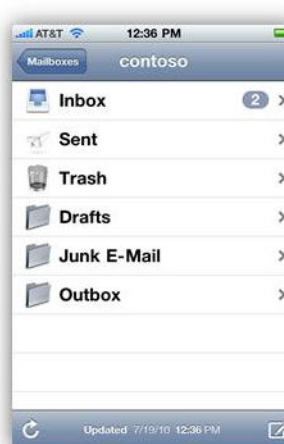 AT&T 12:36 PM
Mailboxes contoso
Inbox 2
Sent
Trash
Drafts
Junk E-Mail
Outbox
Updated 7/19/10 12:36 PM